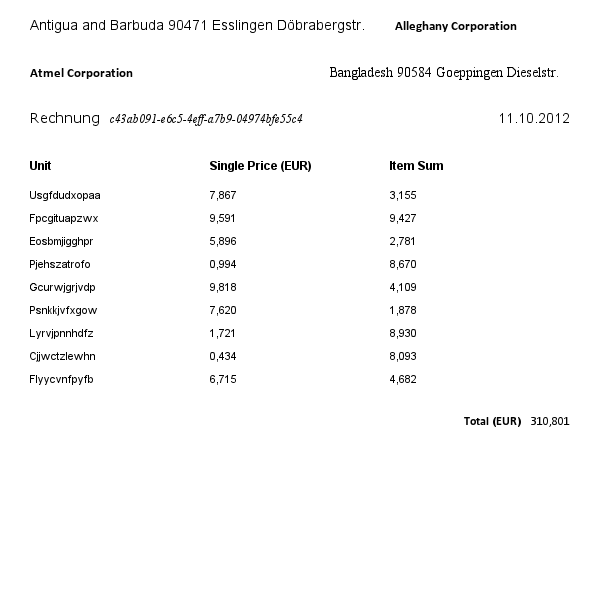 Antigua and Barbuda 90471 Esslingen Döbrabergstr. Alleghany Corporation
Atmel Corporation Bangladesh 90584 Goeppingen Dieselstr.
Rechnung c43ab091-e6c5-4eff-a7b9-04974bfe55c4 11.10.2012
Unit Single Price (EUR) Item Sum
Usgfdudxopaa 7,867 3,155
Fpcgituapzwx 9,591 9,427
Eosbmjigghpr 5,896 2,781
Pjehszatrofo 0,994 8,670
Gcurwjgrjvdp 9,818 4,109
Psnkkjvfxgow 7,620 1,878
Lyrvjpnnhdfz 1,721 8,930
Cjjwctzlewhn 0,434 8,093
Flyycvnfpyfb 6,715 4,682
Total (EUR) 310,801